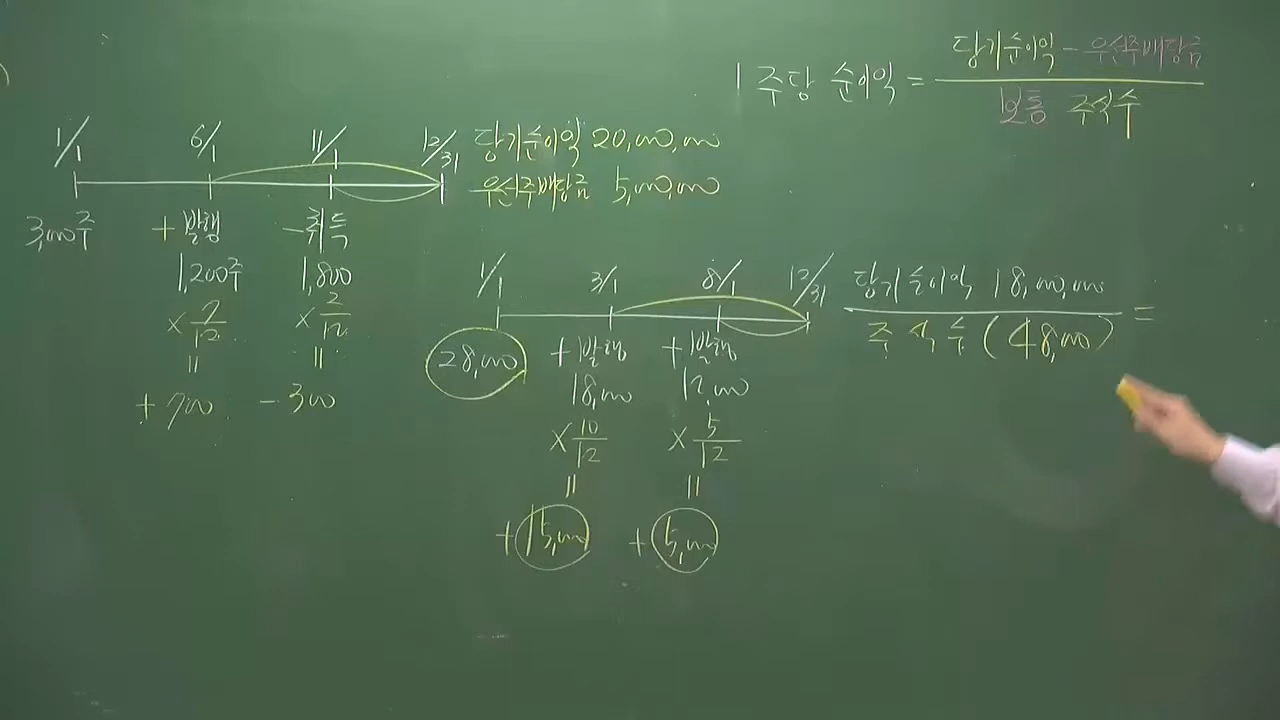 1 주당 순이익 = 당기순이익 - 우선주배당금 / 보통 주식수
1/1 6/1 11/1 12/31 당기순이익 20,000,000
우선주배당금 5,000,000
3,000주 + 발행 - 취득
1,200주 1,800
× 7/12 × 2/12
= =
+ 700 - 300
1/1 3/1 8/1 12/31 당기순이익 18,000,000
주식수 (48,000) =
28,000 + 발행 + 발행
18,000 12,000
× 10/12 × 5/12
= =
+ 15,000 + 5,000